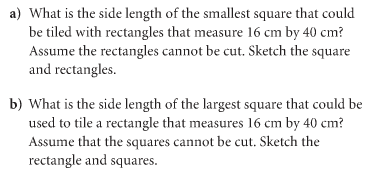 a) What is the side length of the smallest square that could
be tiled with rectangles that measure 16 cm by 40 cm?
Assume the rectangles cannot be cut. Sketch the square
and rectangles.
b) What is the side length of the largest square that could be
used to tile a rectangle that measures 16 cm by 40 cm?
Assume that the squares cannot be cut. Sketch the
rectangle and squares.